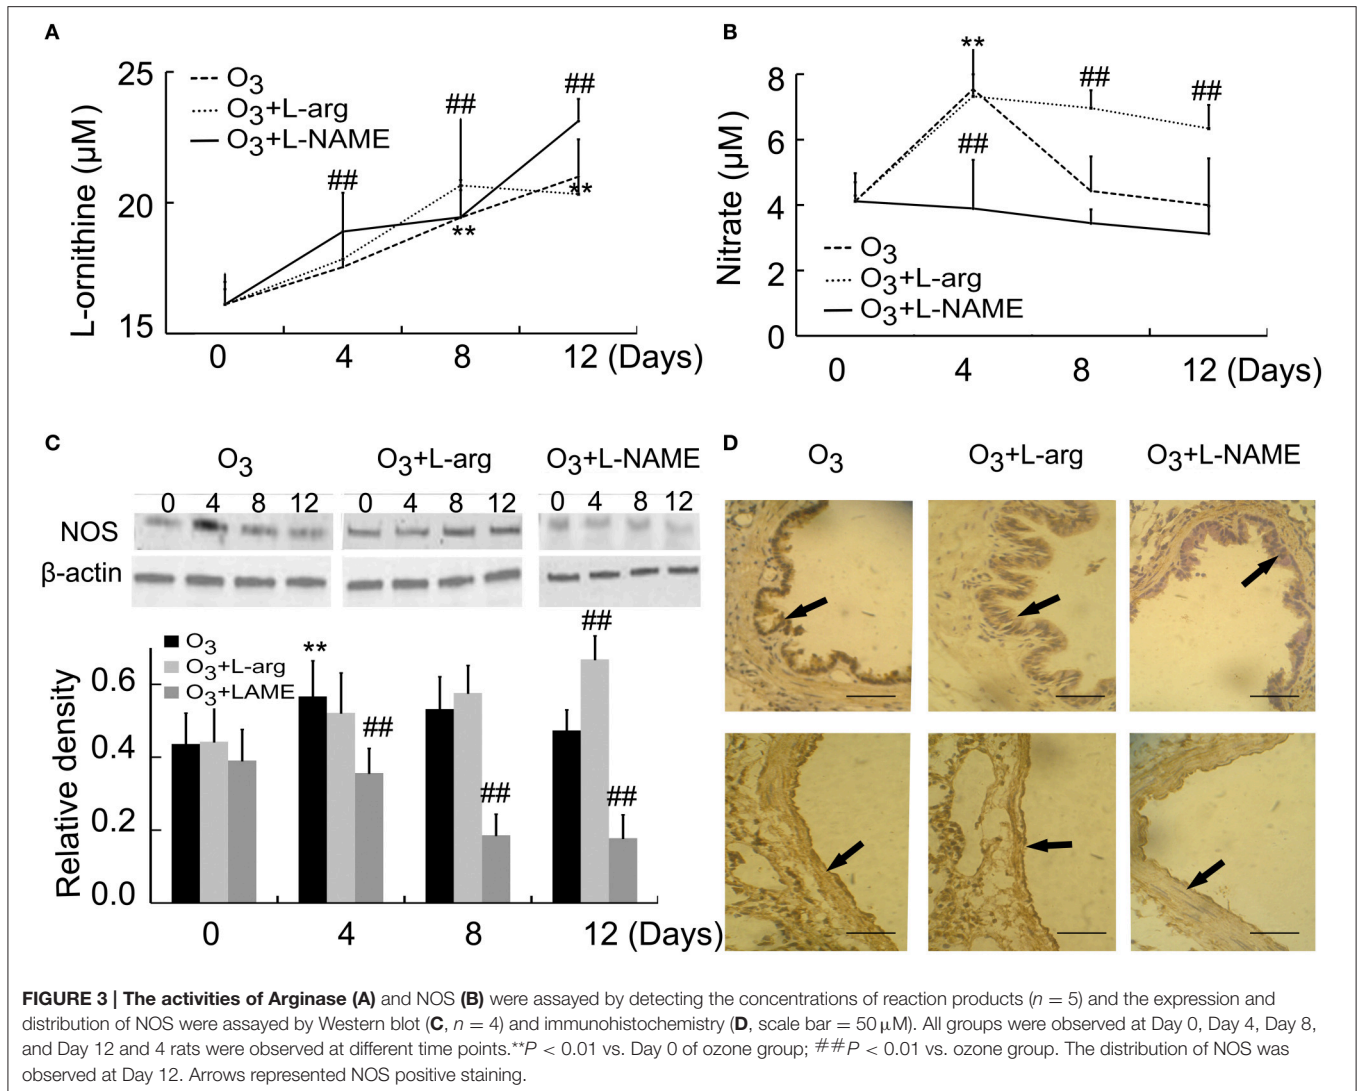 A
25
20
15
L-ornithine (μM)
O3
O3+L-arg
O3+L-NAME
##
##
##
**
**
0 4 8 12 (Days)
B
8
6
4
2
0
Nitrate (μM)
**
##
##
##
O3
O3+L-arg
O3+L-NAME
0 4 8 12 (Days)
C
O3 O3+L-arg O3+L-NAME
0 4 8 12 0 4 8 12 0 4 8 12
NOS
β-actin
O3
O3+L-arg
O3+LAME
0.6
0.4
0.2
0.0
Relative density
**
##
##
##
##
0 4 8 12 (Days)
D
O3 O3+L-arg O3+L-NAME
FIGURE 3 | The activities of Arginase (A) and NOS (B) were assayed by detecting the concentrations of reaction products (n = 5) and the expression and
distribution of NOS were assayed by Western blot (C, n = 4) and immunohistochemistry (D, scale bar = 50 μM). All groups were observed at Day 0, Day 4, Day 8,
and Day 12 and 4 rats were observed at different time points.**P < 0.01 vs. Day 0 of ozone group; ##P < 0.01 vs. ozone group. The distribution of NOS was
observed at Day 12. Arrows represented NOS positive staining.